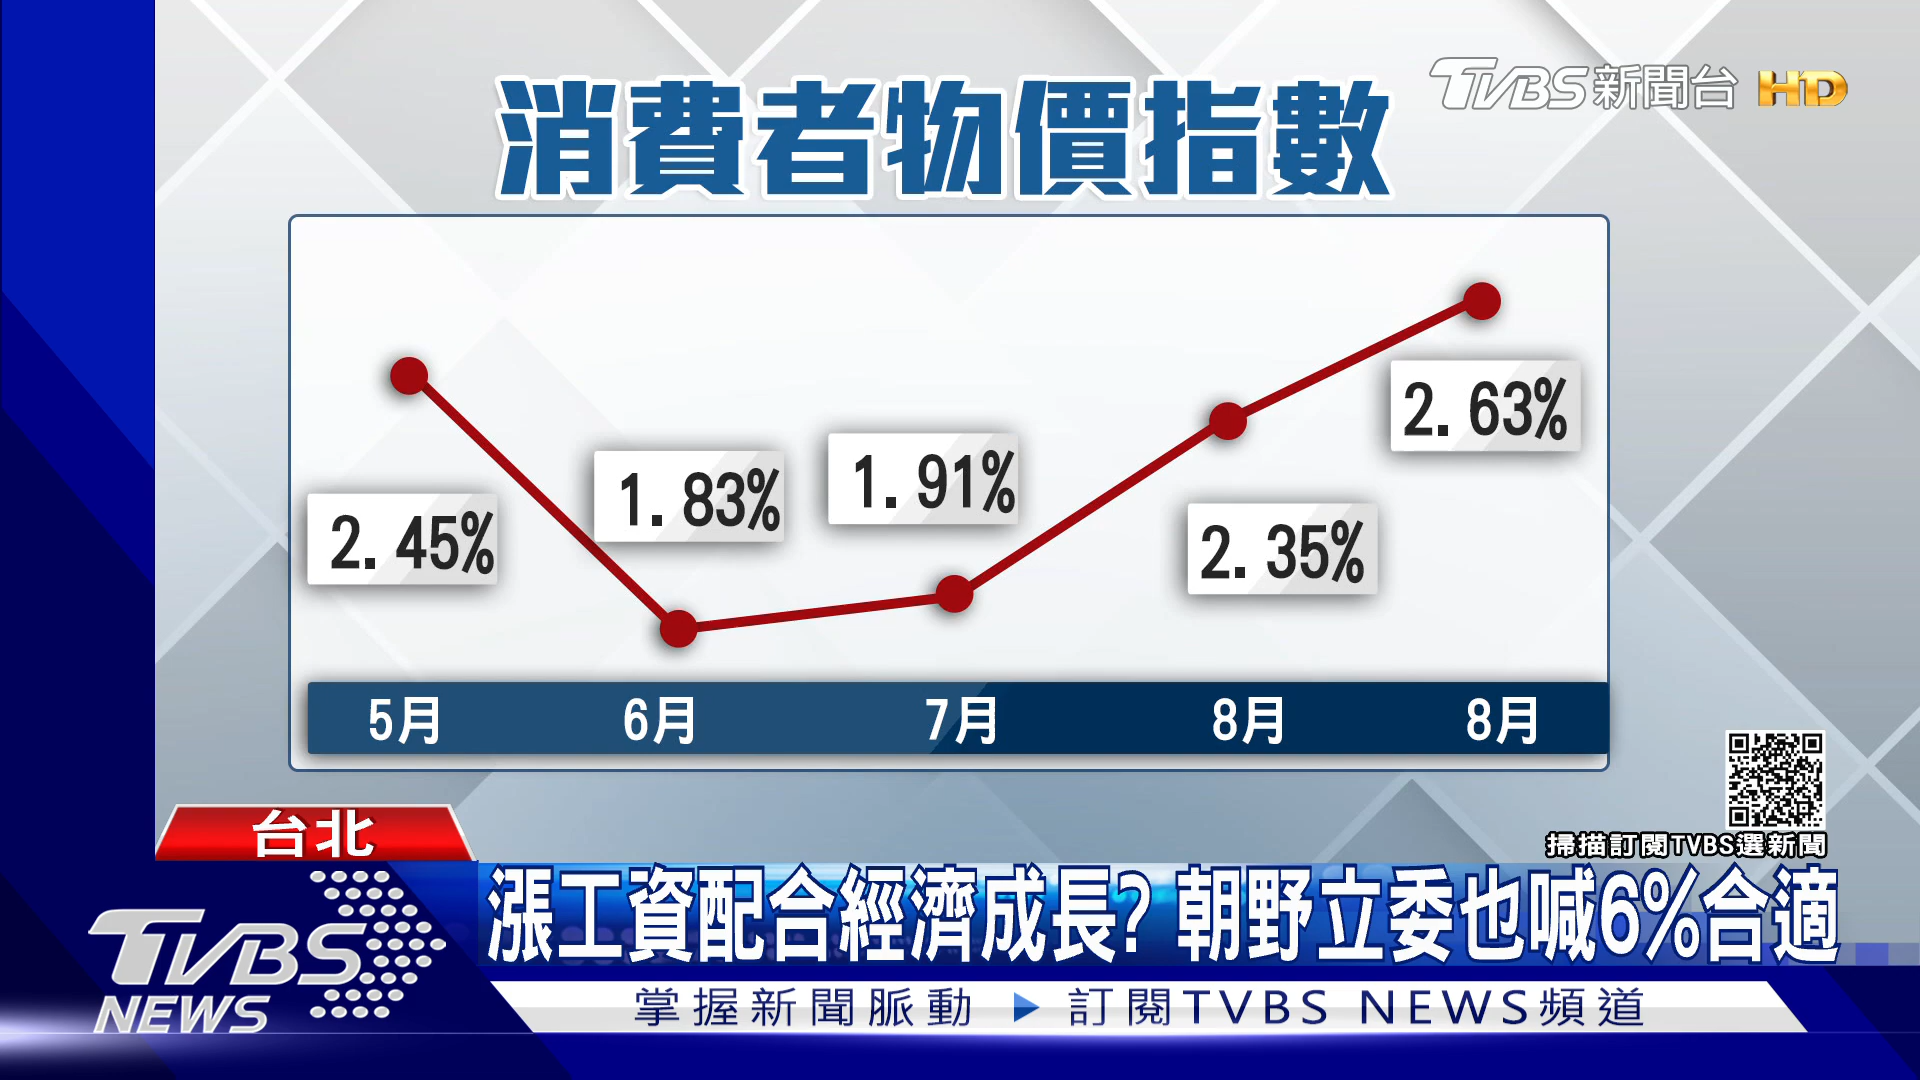 TVBS新聞台 HD
消費者物價指數
2.45%
1.83%
1.91%
2.35%
2.63%
5月 6月 7月 8月 8月
台北
掃描訂閱TVBS選新聞
漲工資配合經濟成長? 朝野立委也喊6%合適
TVBS NEWS
掌握新聞脈動 ▶ 訂閱TVBS NEWS頻道